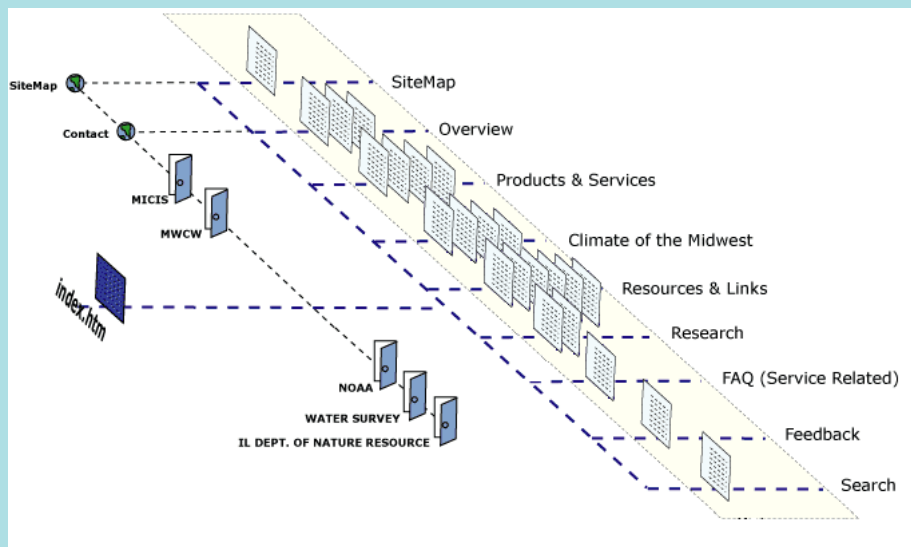 SiteMap
SiteMap
Overview
Contact
Products & Services
MICIS
MWCW
Climate of the Midwest
index.htm
Resources & Links
Research
NOAA
FAQ (Service Related)
WATER SURVEY
IL DEPT. OF NATURE RESOURCE
Feedback
Search